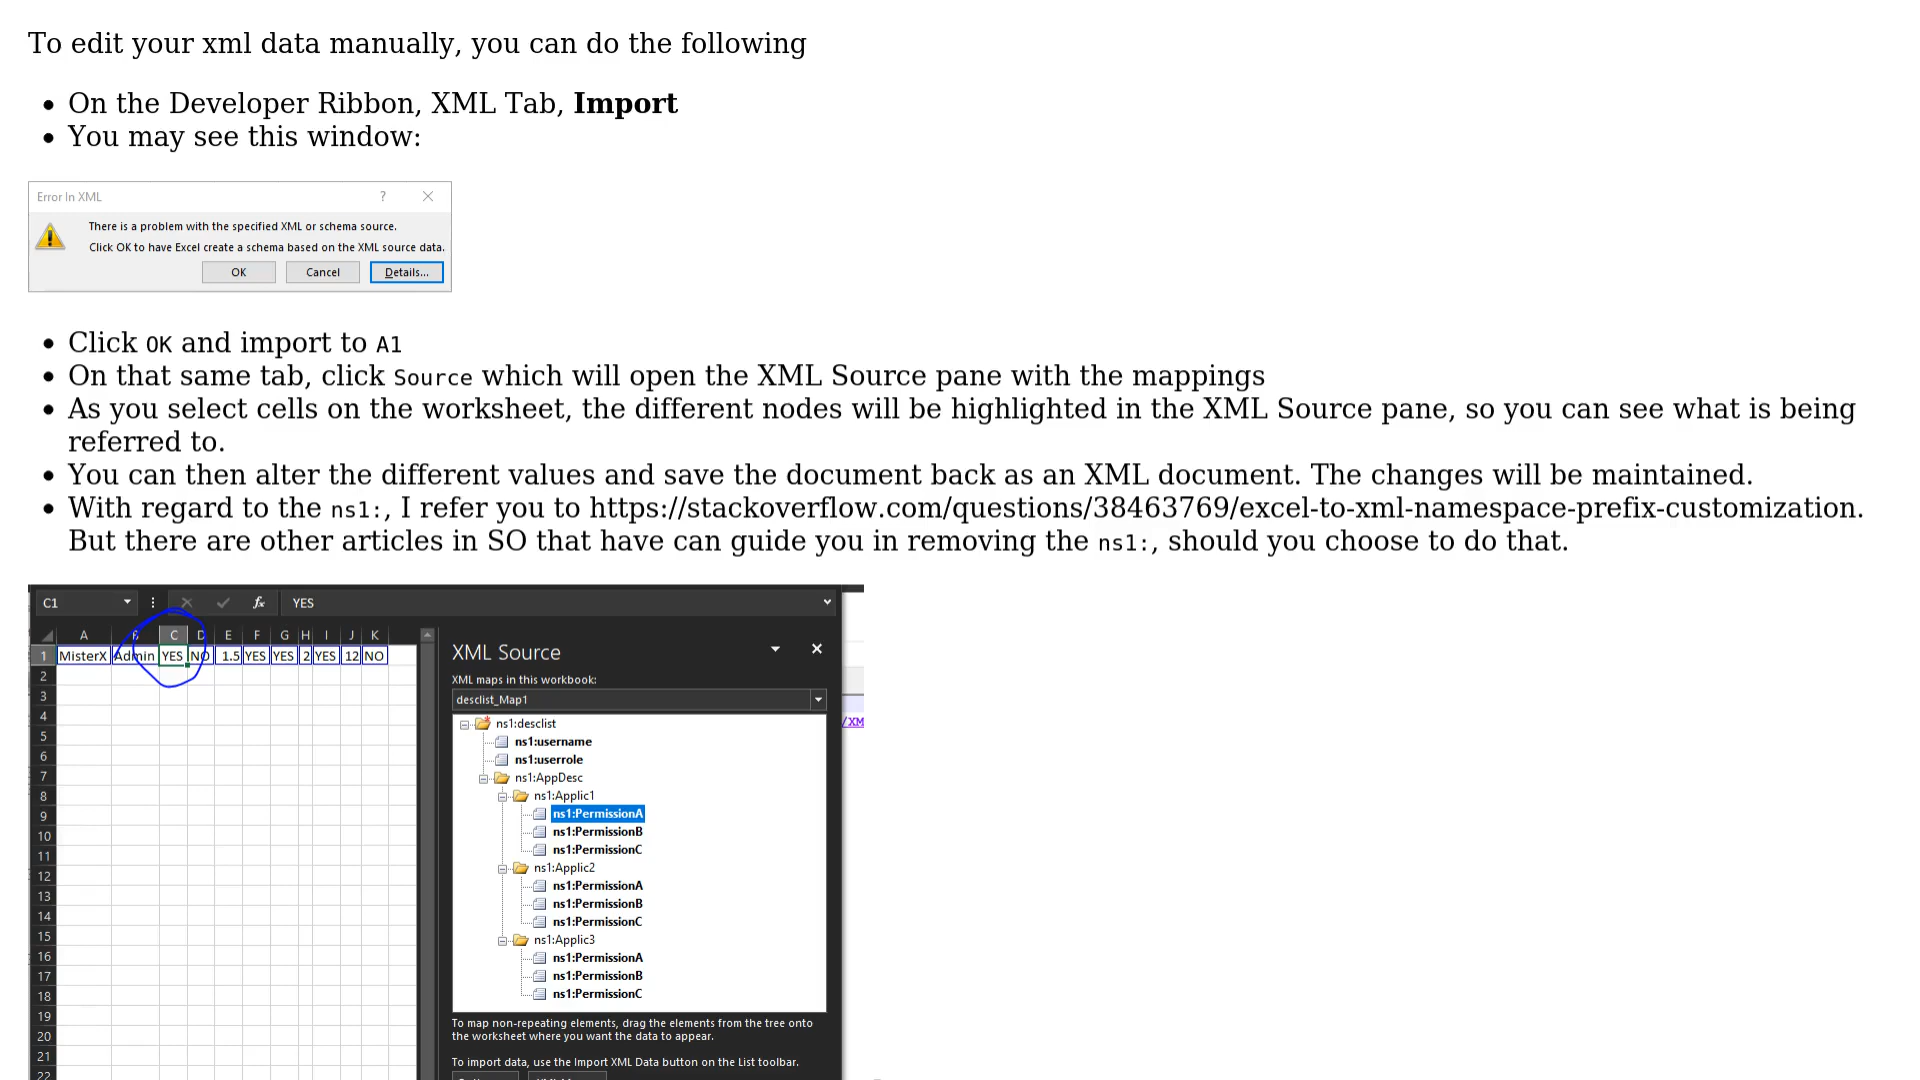 To edit your xml data manually, you can do the following
• On the Developer Ribbon, XML Tab, Import
• You may see this window:
Error In XML ?
There is a problem with the specified XML or schema source.
Click OK to have Excel create a schema based on the XML source data.
OK Cancel Details...
• Click OK and import to A1
• On that same tab, click Source which will open the XML Source pane with the mappings
• As you select cells on the worksheet, the different nodes will be highlighted in the XML Source pane, so you can see what is being
referred to.
• You can then alter the different values and save the document back as an XML document. The changes will be maintained.
• With regard to the ns1:, I refer you to https://stackoverflow.com/questions/38463769/excel-to-xml-namespace-prefix-customization.
But there are other articles in SO that have can guide you in removing the ns1:, should you choose to do that.
C1 fx YES
A B C D E F G H I J K
1 MisterX Admin YES NO 1.5 YES YES 2 YES 12 NO
2
3
4
5
6
7
8
9
10
11
12
13
14
15
16
17
18
19
20
21
22
XML Source
XML maps in this workbook:
desclist_Map1
ns1:desclist
ns1:username
ns1:userrole
ns1:AppDesc
ns1:Applic1
ns1:PermissionA
ns1:PermissionB
ns1:PermissionC
ns1:Applic2
ns1:PermissionA
ns1:PermissionB
ns1:PermissionC
ns1:Applic3
ns1:PermissionA
ns1:PermissionB
ns1:PermissionC
To map non-repeating elements, drag the elements from the tree onto
the worksheet where you want the data to appear.
To import data, use the Import XML Data button on the List toolbar.
/XM